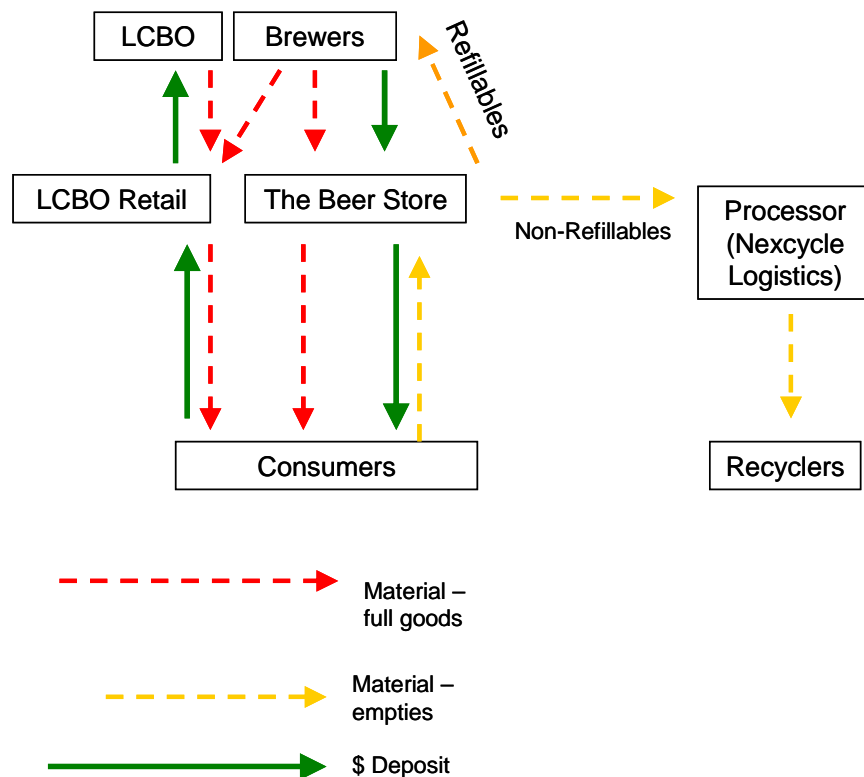 LCBO
Brewers
Refillables
LCBO Retail
The Beer Store
Non-Refillables
Processor
(Nexcycle
Logistics)
Consumers
Recyclers
Material –
full goods
Material –
empties
$ Deposit